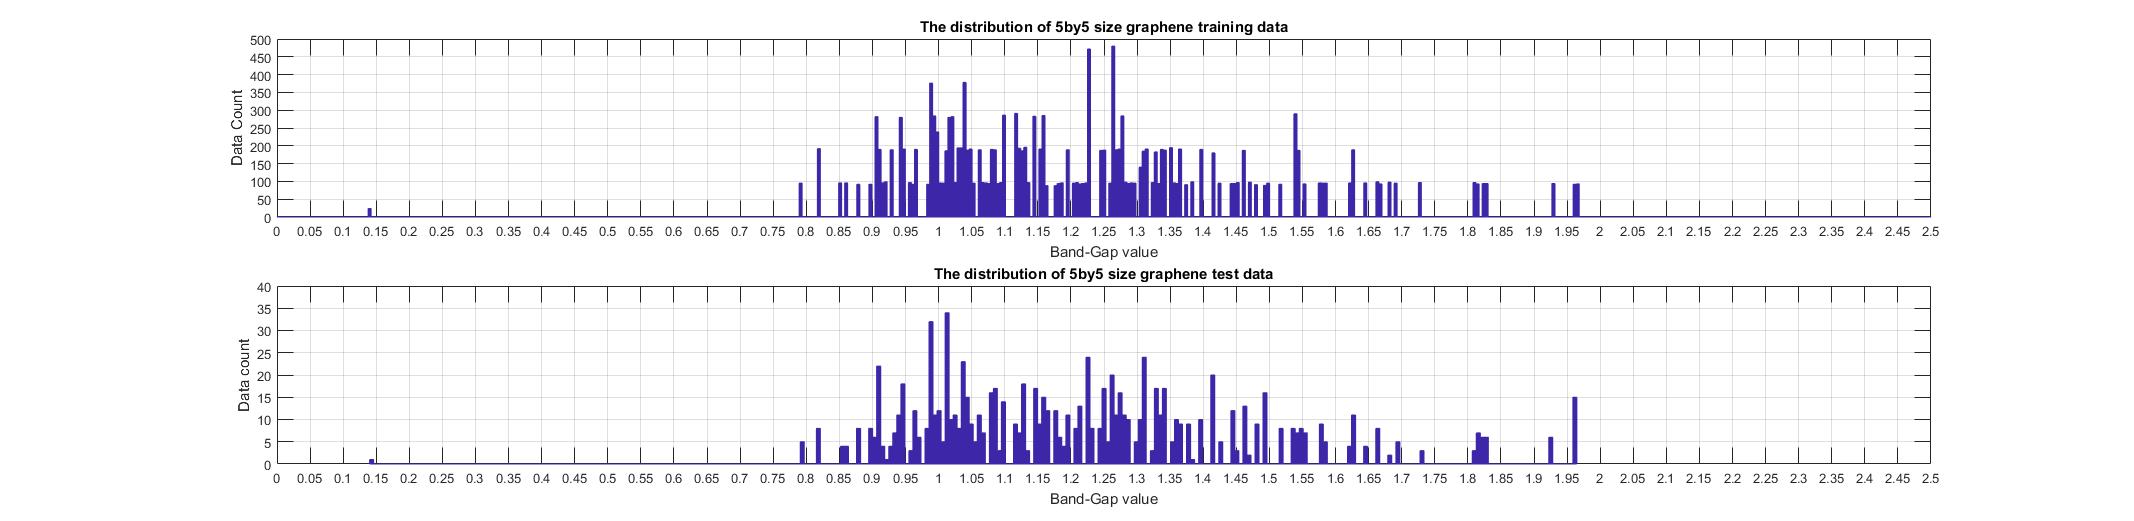 The distribution of 5by5 size graphene training data
500
450
400
350
300
250
200
150
100
50
0
Data Count
0 0.05 0.1 0.15 0.2 0.25 0.3 0.35 0.4 0.45 0.5 0.55 0.6 0.65 0.7 0.75 0.8 0.85 0.9 0.95 1 1.05 1.1 1.15 1.2 1.25 1.3 1.35 1.4 1.45 1.5 1.55 1.6 1.65 1.7 1.75 1.8 1.85 1.9 1.95 2 2.05 2.1 2.15 2.2 2.25 2.3 2.35 2.4 2.45 2.5
Band-Gap value
The distribution of 5by5 size graphene test data
40
35
30
25
20
15
10
5
0
Data count
0 0.05 0.1 0.15 0.2 0.25 0.3 0.35 0.4 0.45 0.5 0.55 0.6 0.65 0.7 0.75 0.8 0.85 0.9 0.95 1 1.05 1.1 1.15 1.2 1.25 1.3 1.35 1.4 1.45 1.5 1.55 1.6 1.65 1.7 1.75 1.8 1.85 1.9 1.95 2 2.05 2.1 2.15 2.2 2.25 2.3 2.35 2.4 2.45 2.5
Band-Gap value